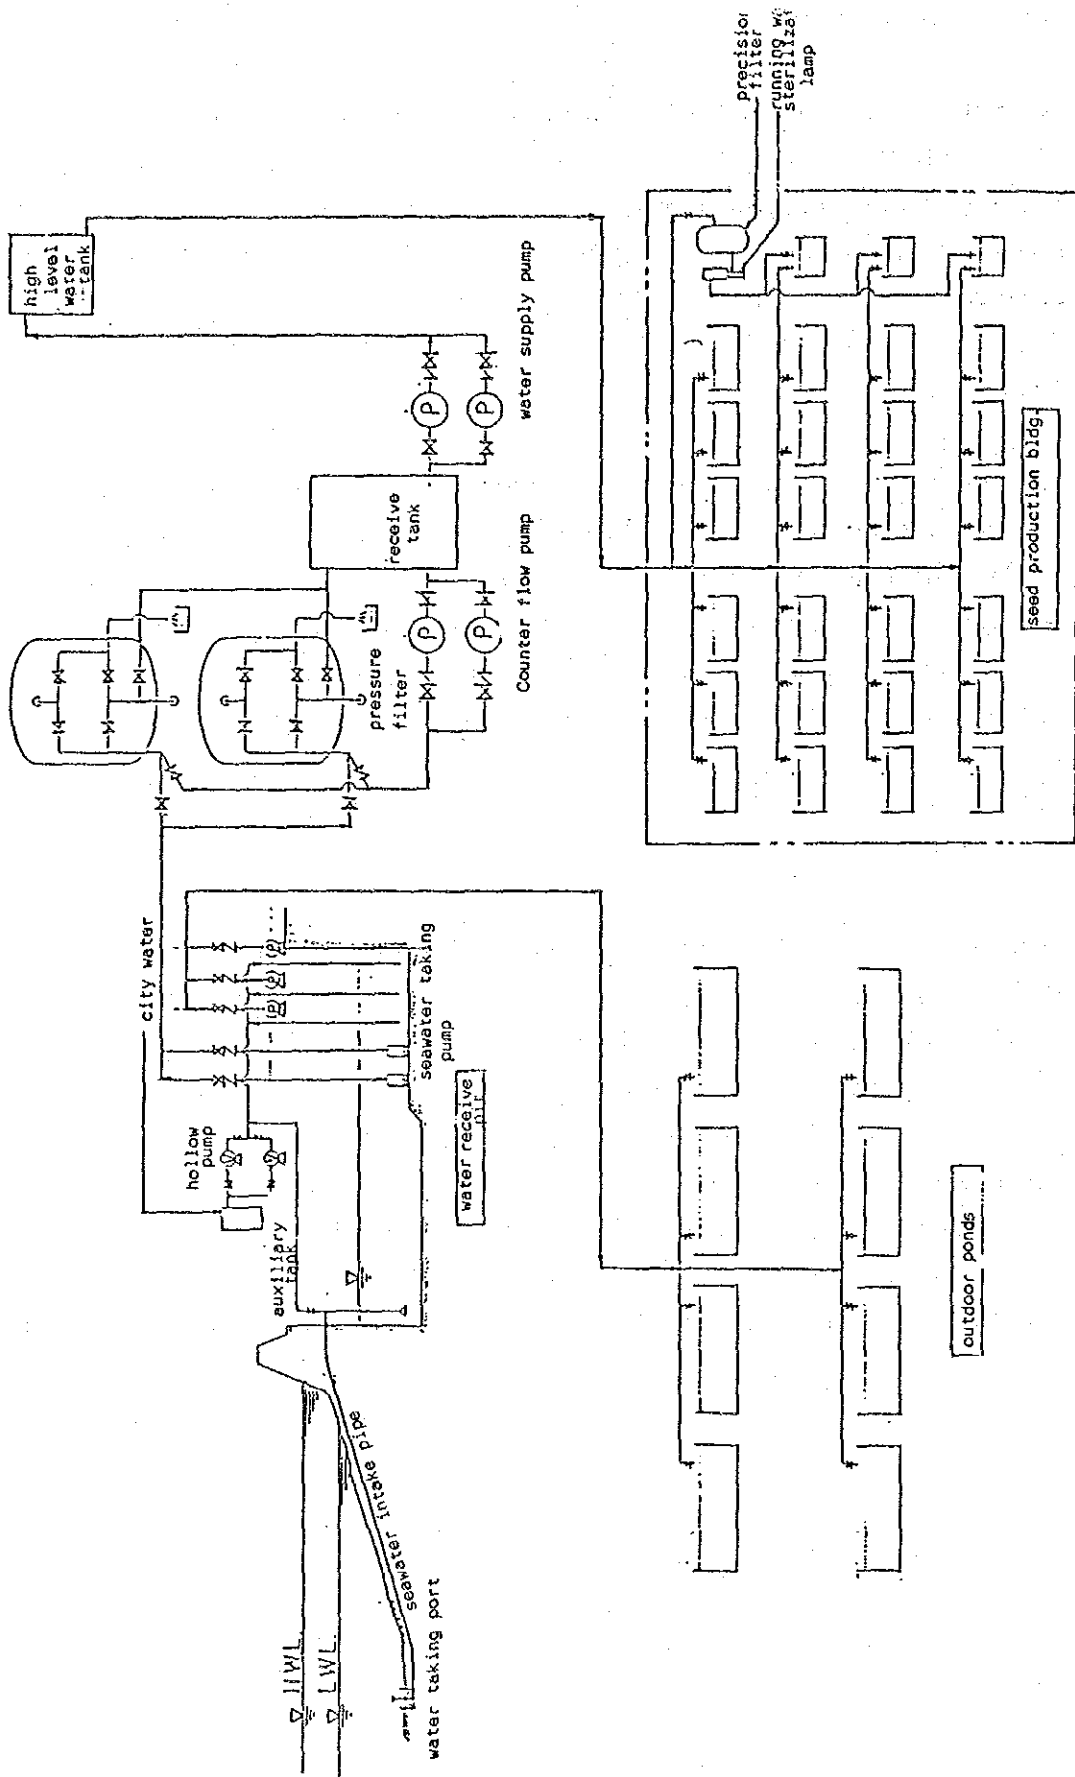 high
level
water
tank
precision
filter
running
lamp
water supply pump
receive
tank
Counter flow pump
pressure
filter
P
P
P
P
city water
seawater taking
pump
P
P
P
hollow
pump
water receive
auxiliary
tank
seawater intake pipe
HWL
LWL
water taking port
seed production bldg.
outdoor ponds